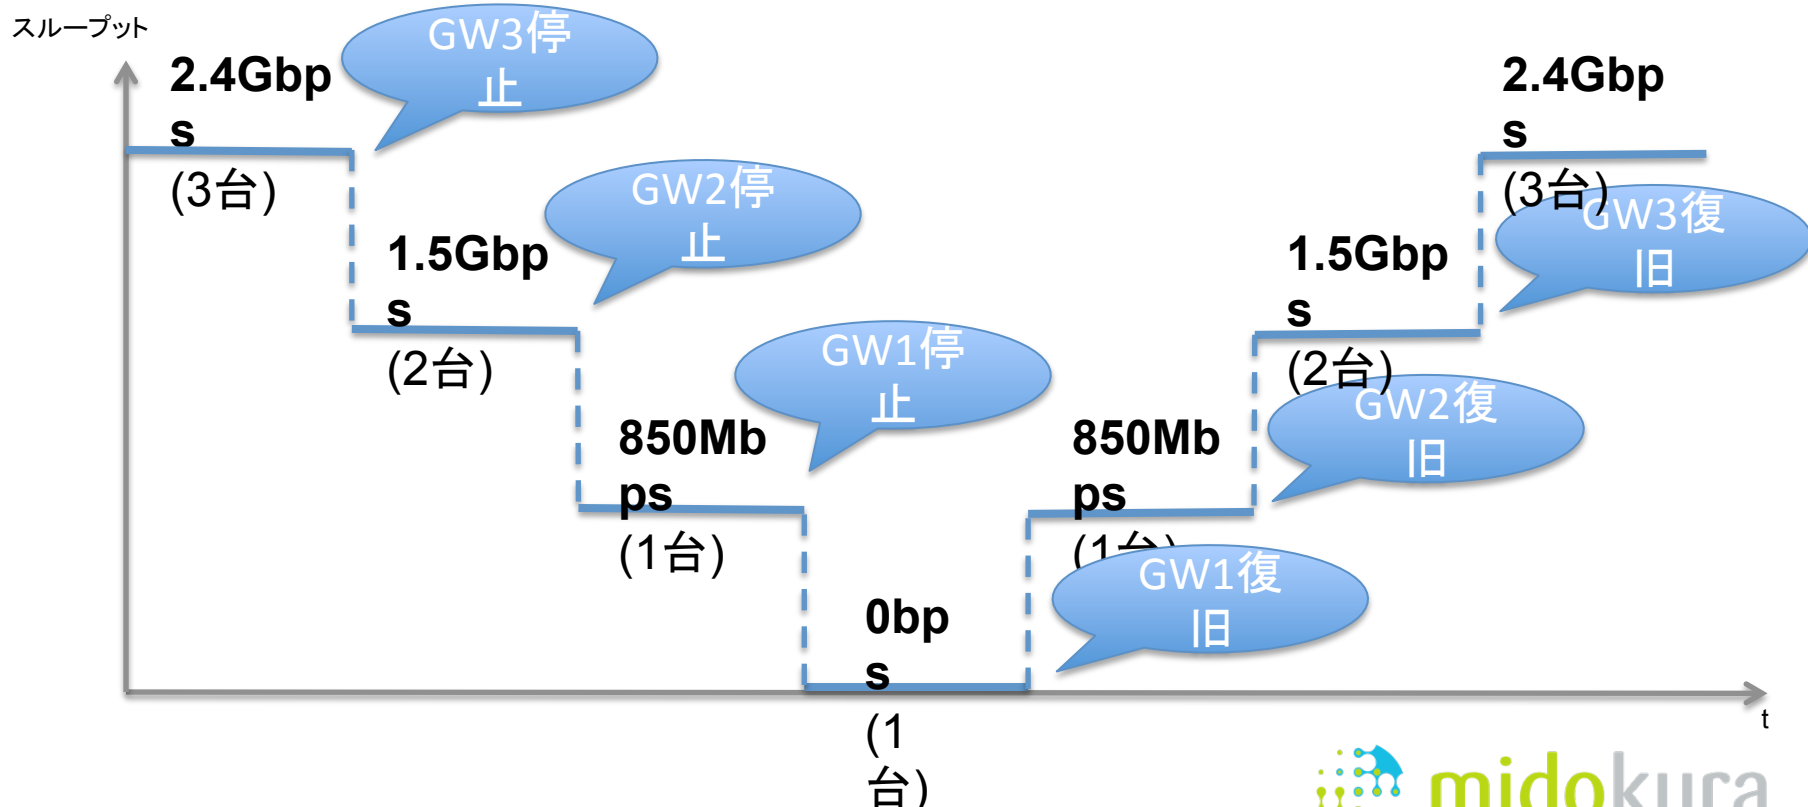 スループット
2.4Gbp
s
(3台)
GW3停
止
1.5Gbp
s
(2台)
GW2停
止
850Mb
ps
(1台)
GW1停
止
0bp
s
(1
台)
850Mb
ps
(1台)
GW1復
旧
1.5Gbp
s
(2台)
GW2復
旧
2.4Gbp
s
(3台)
GW3復
旧
t
midokura